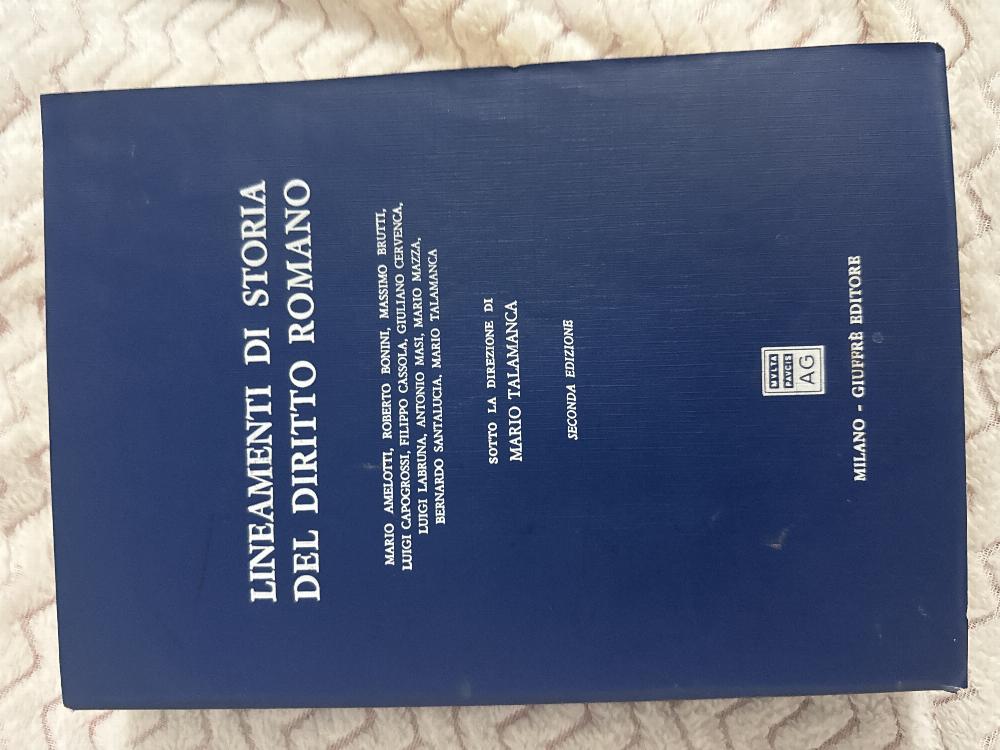 LINEAMENTI DI STORIA
DEL DIRITTO ROMANO
MARIO AMELOTTI, ROBERTO BONINI, MASSIMO BRUTTI,
LUIGI CAPOGROSSI, FILIPPO CASSOLA, GIULIANO CERVENCA,
LUIGI LABRUNA, ANTONIO MASI, MARIO MAZZA,
BERNARDO SANTALUCIA, MARIO TALAMANCA
SOTTO LA DIREZIONE DI
MARIO TALAMANCA
SECONDA EDIZIONE
MVLTA
PAVCIS
AG
MILANO - GIUFFRÈ EDITORE